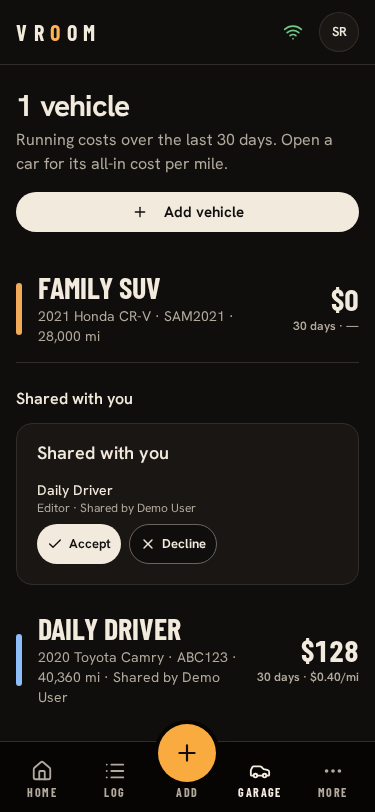 VROOM
SR
1 vehicle
Running costs over the last 30 days. Open a
car for its all-in cost per mile.
+ Add vehicle
FAMILY SUV
2021 Honda CR-V · SAM2021 ·
28,000 mi
$0
30 days · —
Shared with you
Shared with you
Daily Driver
Editor · Shared by Demo User
Accept
Decline
DAILY DRIVER
2020 Toyota Camry · ABC123 ·
40,360 mi · Shared by Demo
User
$128
30 days · $0.40/mi
HOME
LOG
ADD
GARAGE
MORE